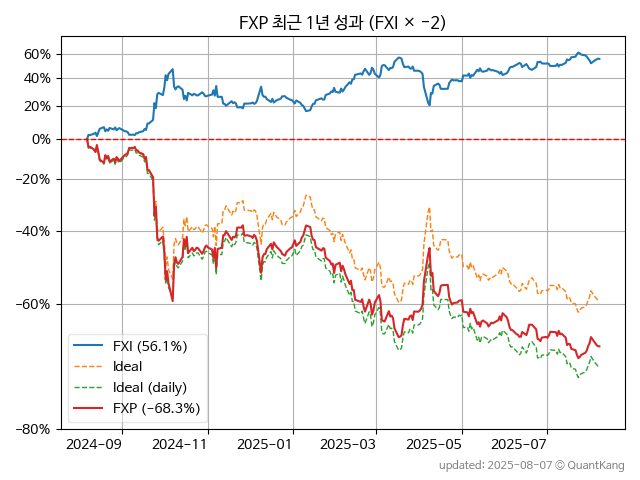 FXP 최근 1년 성과 (FXI × −2)
60%
40%
20%
0%
−20%
−40%
−60%
−80%
FXI (56.1%)
Ideal
Ideal (daily)
FXP (−68.3%)
2024-09 2024-11 2025-01 2025-03 2025-05 2025-07
updated: 2025-08-07 © QuantKang